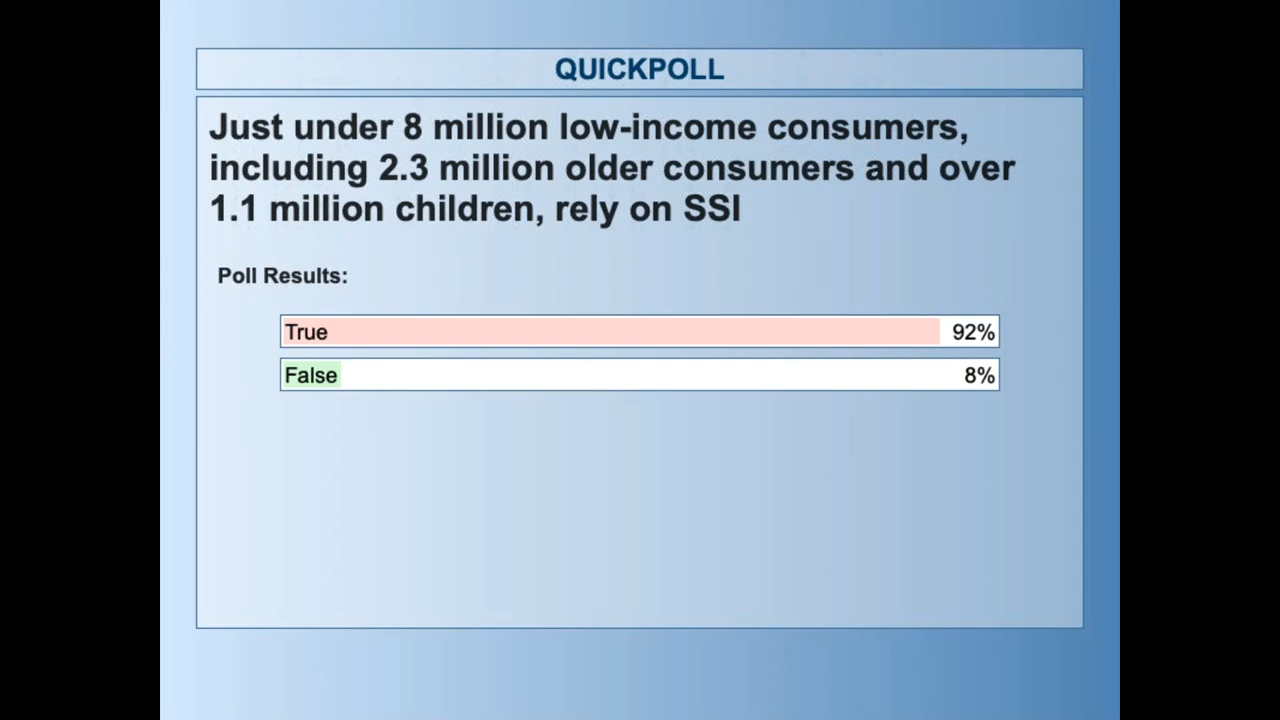 QUICKPOLL
Just under 8 million low-income consumers,
including 2.3 million older consumers and over
1.1 million children, rely on SSI
Poll Results:
True 92%
False 8%